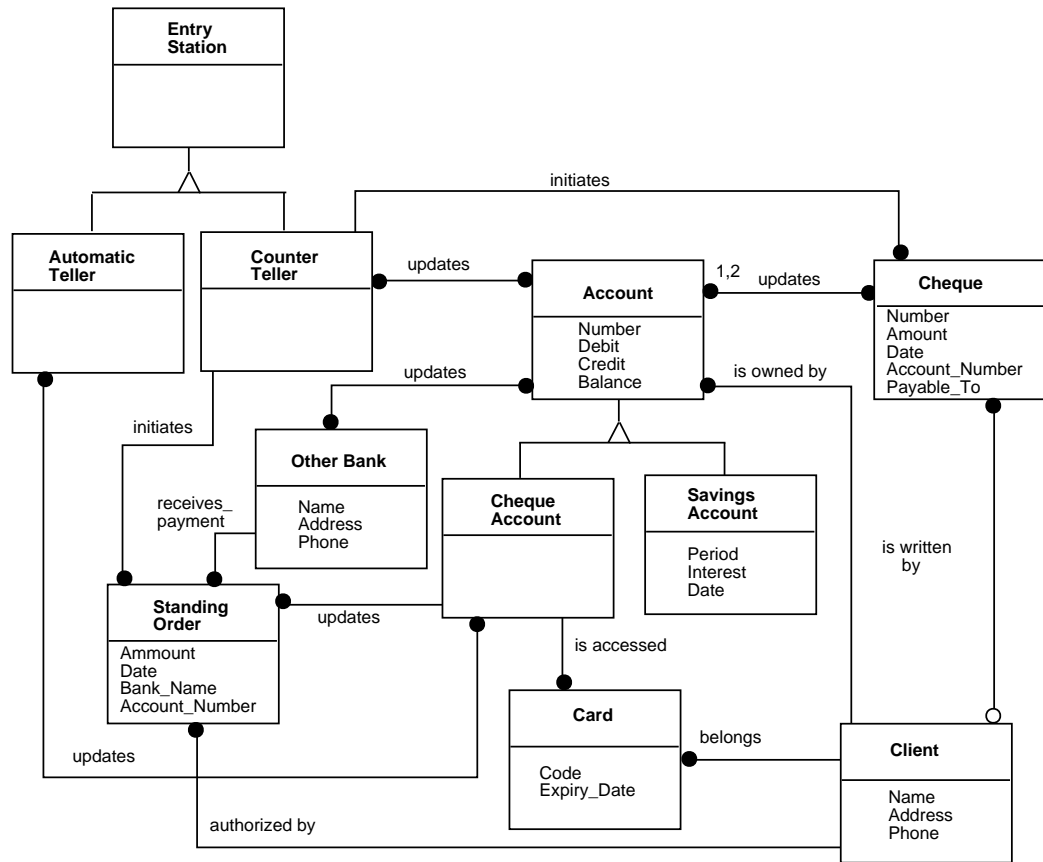 Entry
Station
initiates
Automatic
Teller
Counter
Teller
updates
Account
Number
Debit
Credit
Balance
1,2
updates
Cheque
Number
Amount
Date
Account_Number
Payable_To
updates
is owned by
initiates
Other Bank
Name
Address
Phone
receives_
payment
Cheque
Account
Savings
Account
Period
Interest
Date
is written
by
Standing
Order
Ammount
Date
Bank_Name
Account_Number
updates
is accessed
Card
Code
Expiry_Date
belongs
Client
Name
Address
Phone
updates
authorized by